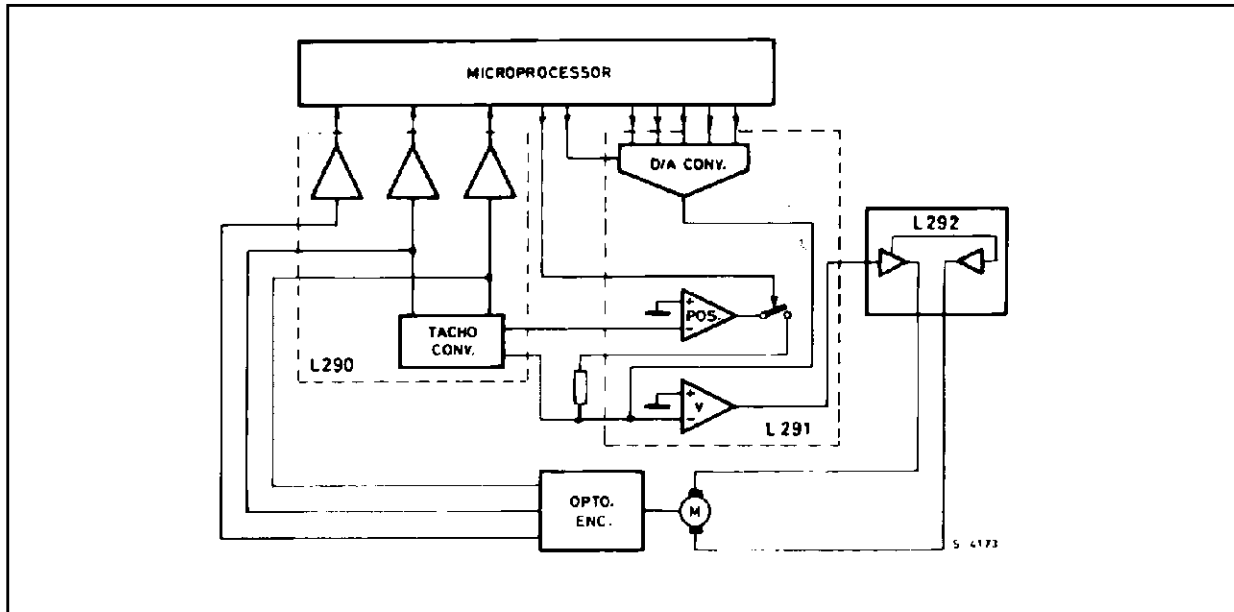 MICROPROCESSOR
D/A CONV.
L292
+
POS.
-
TACHO
CONV.
L290
+
V
-
L291
OPTO.
ENC.
M
S-4173